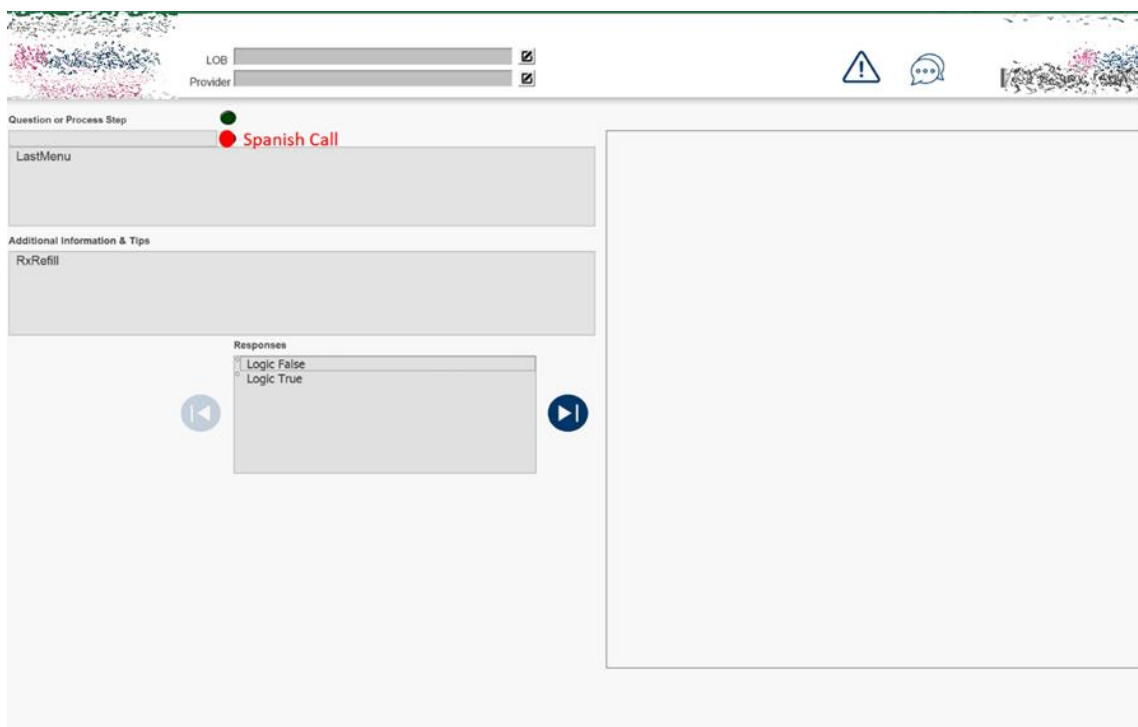 LOB
Provider
Question or Process Step
Spanish Call
LastMenu
Additional Information & Tips
RxRefill
Responses
Logic False
Logic True